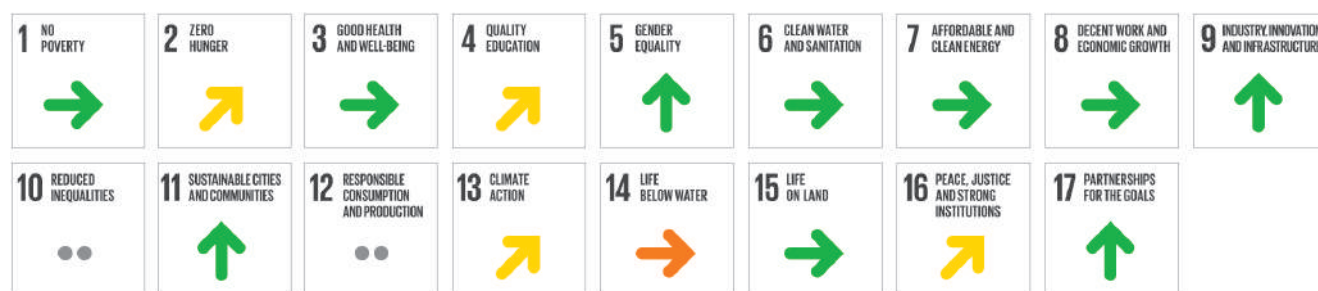 1 NO
POVERTY
2 ZERO
HUNGER
3 GOOD HEALTH
AND WELL-BEING
4 QUALITY
EDUCATION
5 GENDER
EQUALITY
6 CLEAN WATER
AND SANITATION
7 AFFORDABLE AND
CLEAN ENERGY
8 DECENT WORK AND
ECONOMIC GROWTH
9 INDUSTRY, INNOVATION
AND INFRASTRUCTURE
10 REDUCED
INEQUALITIES
11 SUSTAINABLE CITIES
AND COMMUNITIES
12 RESPONSIBLE
CONSUMPTION
AND PRODUCTION
13 CLIMATE
ACTION
14 LIFE
BELOW WATER
15 LIFE
ON LAND
16 PEACE, JUSTICE
AND STRONG
INSTITUTIONS
17 PARTNERSHIPS
FOR THE GOALS